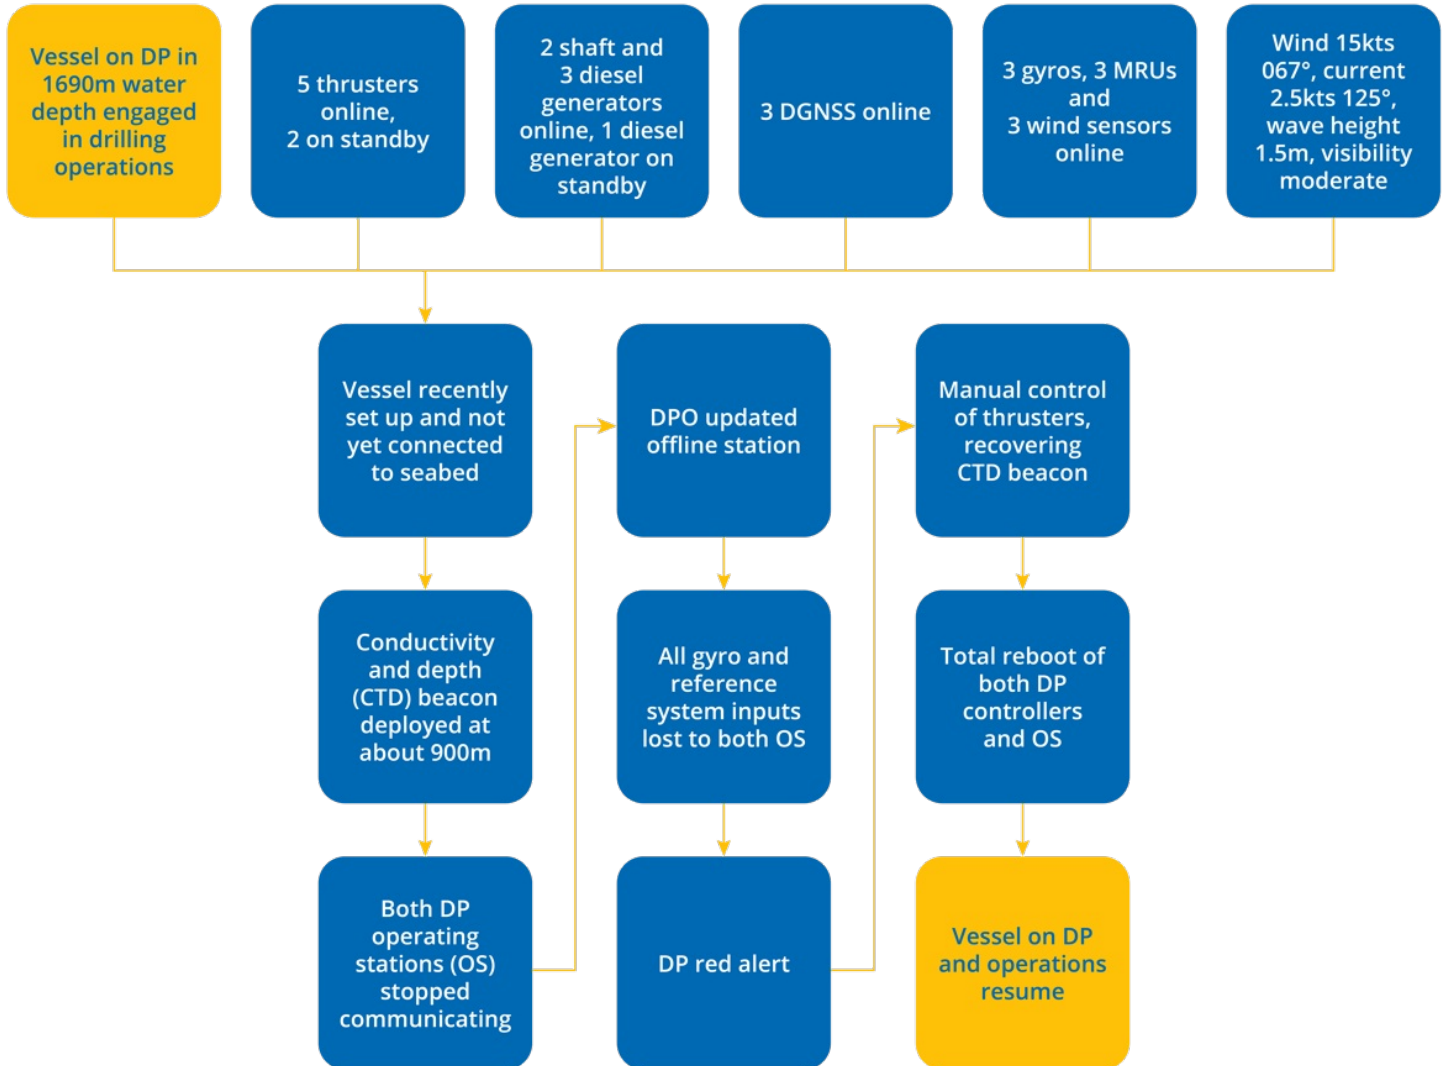 Vessel on DP in
1690m water
depth engaged
in drilling
operations
5 thrusters
online,
2 on standby
2 shaft and
3 diesel
generators
online, 1 diesel
generator on
standby
3 DGNSS online
3 gyros, 3 MRUs
and
3 wind sensors
online
Wind 15kts
067°, current
2.5kts 125°,
wave height
1.5m, visibility
moderate
Vessel recently
set up and not
yet connected
to seabed
Conductivity
and depth
(CTD) beacon
deployed at
about 900m
Both DP
operating
stations (OS)
stopped
communicating
DPO updated
offline station
All gyro and
reference
system inputs
lost to both OS
DP red alert
Manual control
of thrusters,
recovering
CTD beacon
Total reboot of
both DP
controllers
and OS
Vessel on DP
and operations
resume